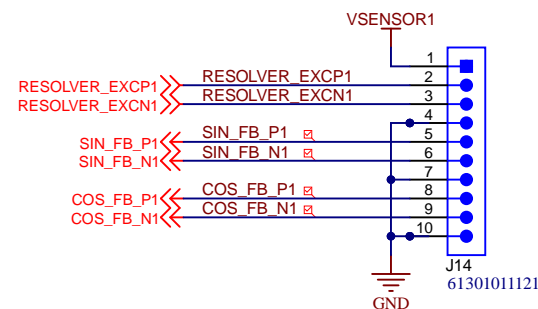 VSENSOR1
1
RESOLVER_EXCP1 RESOLVER_EXCP1 2
RESOLVER_EXCN1 RESOLVER_EXCN1 3
4
SIN_FB_P1 SIN_FB_P1 5
SIN_FB_N1 SIN_FB_N1 6
7
COS_FB_P1 COS_FB_P1 8
COS_FB_N1 COS_FB_N1 9
10
J14
61301011121
GND